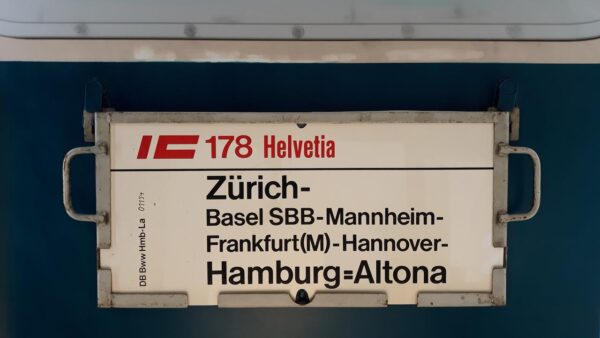 IC 178 Helvetia
Zürich-
Basel SBB-Mannheim-
Frankfurt(M)-Hannover-
Hamburg=Altona
DB Bww Hmb-La